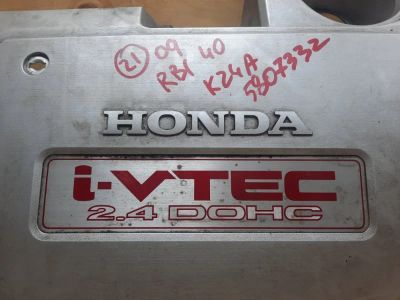 21 09
RB1 40
K24A
5807332
HONDA
i-VTEC
2.4 DOHC